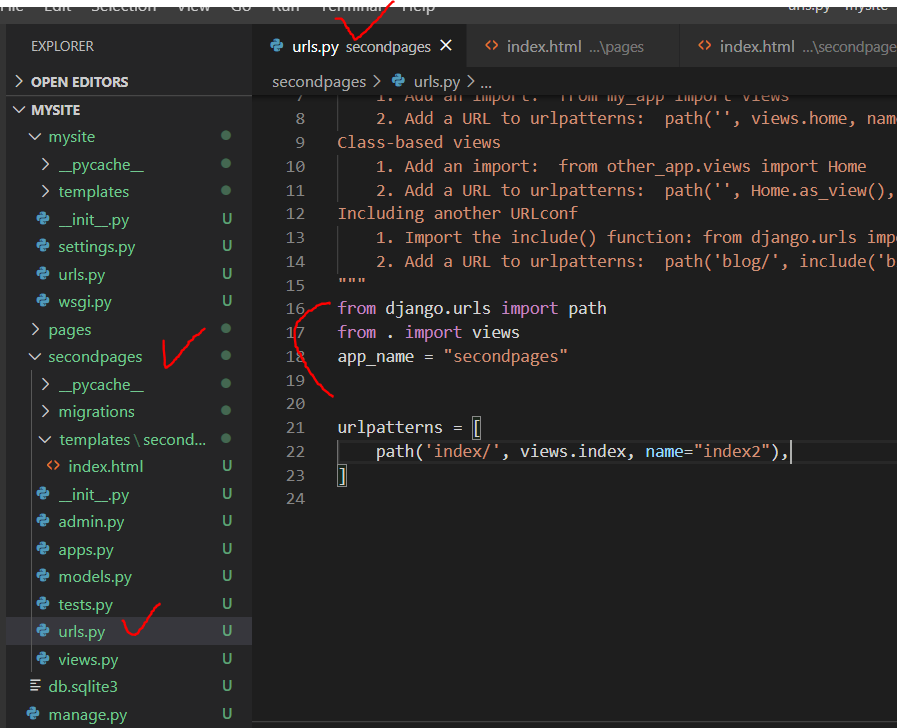 File Edit Selection View Go Run Terminal Help
urls.py - mysite
EXPLORER
OPEN EDITORS
MYSITE
mysite
__pycache__
templates
__init__.py
U
settings.py
U
urls.py
U
wsgi.py
U
pages
secondpages
__pycache__
migrations
templates \ second...
index.html
U
__init__.py
U
admin.py
U
apps.py
U
models.py
U
tests.py
U
urls.py
U
views.py
U
db.sqlite3
U
manage.py
U
urls.py secondpages
index.html ...\pages
index.html ...\secondpage
secondpages > urls.py > ...
7 1. Add an import: from my_app import views
8 2. Add a URL to urlpatterns: path('', views.home, nam
9 Class-based views
10 1. Add an import: from other_app.views import Home
11 2. Add a URL to urlpatterns: path('', Home.as_view(),
12 Including another URLconf
13 1. Import the include() function: from django.urls impo
14 2. Add a URL to urlpatterns: path('blog/', include('b
15 """
16 from django.urls import path
17 from . import views
18 app_name = "secondpages"
19
20
21 urlpatterns = [
22 path('index/', views.index, name="index2"),
23 ]
24